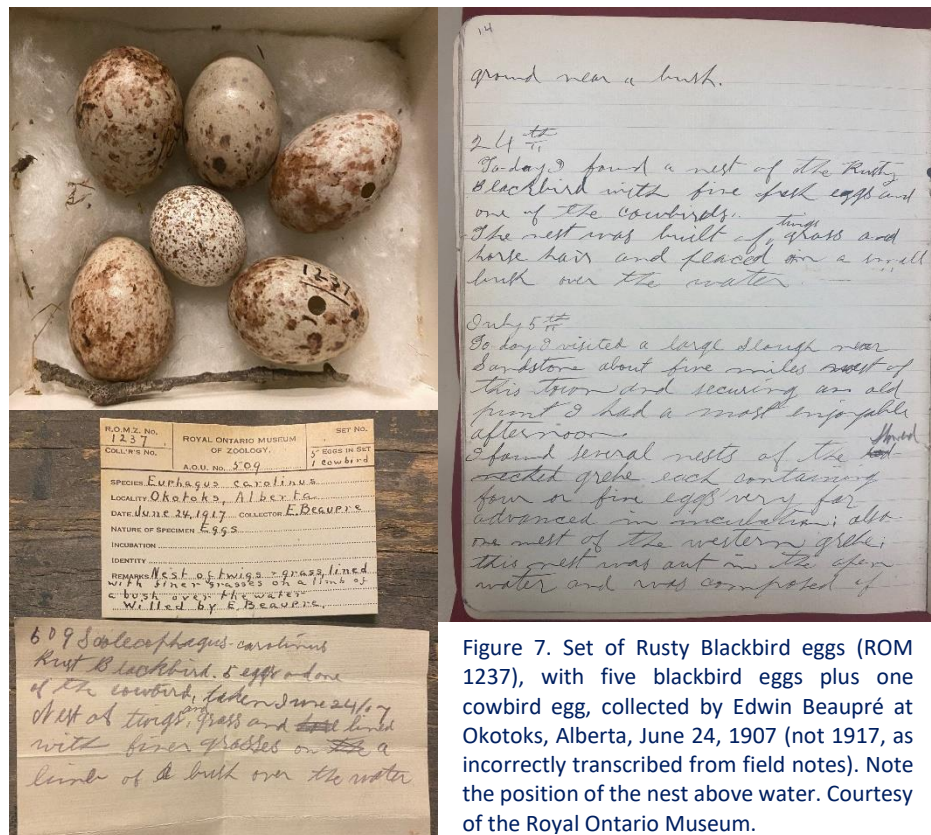 1237
R.O.M.Z. No.
1237
COLL'R'S No.
ROYAL ONTARIO MUSEUM
OF ZOOLOGY.
A.O.U. No. 509
SET No.
5 EGGS IN SET
1 cowbird
SPECIES Euphagus carolinus
LOCALITY Okotoks, Alberta
DATE June 24, 1917 COLLECTOR E. Beaupre
NATURE OF SPECIMEN Eggs
INCUBATION
IDENTITY
REMARKS Nest of twigs & grass, lined
with finer grasses on a limb of
a bush over the water
Willed by E. Beaupre.
509 Scolecophagus carolinus
Rust Blackbird. 5 eggs and one
of the cowbird, taken June 24/07
Nest of twigs, grass and lined
with finer grasses on a
limb of a bush over the water
14
ground near a bush.
24th
To-day I found a nest of the Rusty
Blackbird with five fresh eggs and
one of the cowbirds.
The nest was built of twigs grass and
horse hair and placed in a small
bush over the water
July 5th
To day I visited a large slough near
Sandstone about five miles west of
this town and securing an old
punt I had a most enjoyable
afternoon
I found several nests of the horned
necked grebe each containing
four or five eggs very far
advanced in incubation; also
one nest of the western grebe;
this nest was out in the open
water and was composed of
Figure 7. Set of Rusty Blackbird eggs (ROM
1237), with five blackbird eggs plus one
cowbird egg, collected by Edwin Beaupré at
Okotoks, Alberta, June 24, 1907 (not 1917, as
incorrectly transcribed from field notes). Note
the position of the nest above water. Courtesy
of the Royal Ontario Museum.